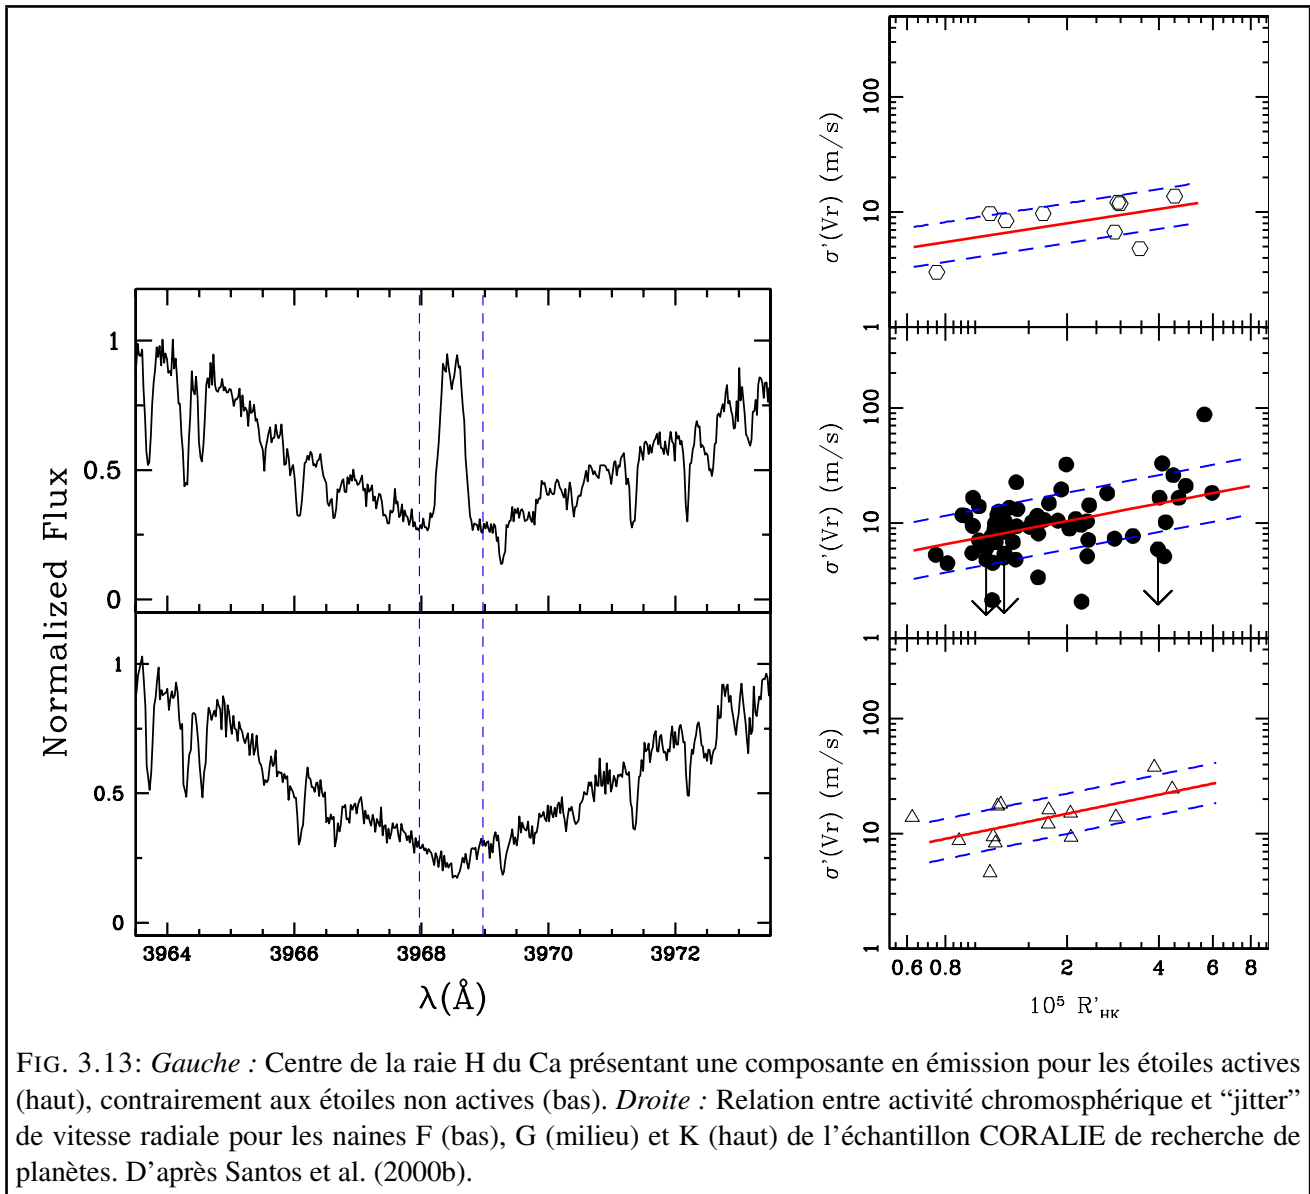 Normalized Flux
1
0.5
0
1
0.5
0
3964 3966 3968 3970 3972
λ(Å)
σ'(Vr) (m/s)
100
10
1
σ'(Vr) (m/s)
100
10
1
σ'(Vr) (m/s)
100
10
1
0.6 0.8 2 4 6 8
10⁵ R'HK
FIG. 3.13: Gauche : Centre de la raie H du Ca présentant une composante en émission pour les étoiles actives
(haut), contrairement aux étoiles non actives (bas). Droite : Relation entre activité chromosphérique et “jitter”
de vitesse radiale pour les naines F (bas), G (milieu) et K (haut) de l'échantillon CORALIE de recherche de
planètes. D'après Santos et al. (2000b).